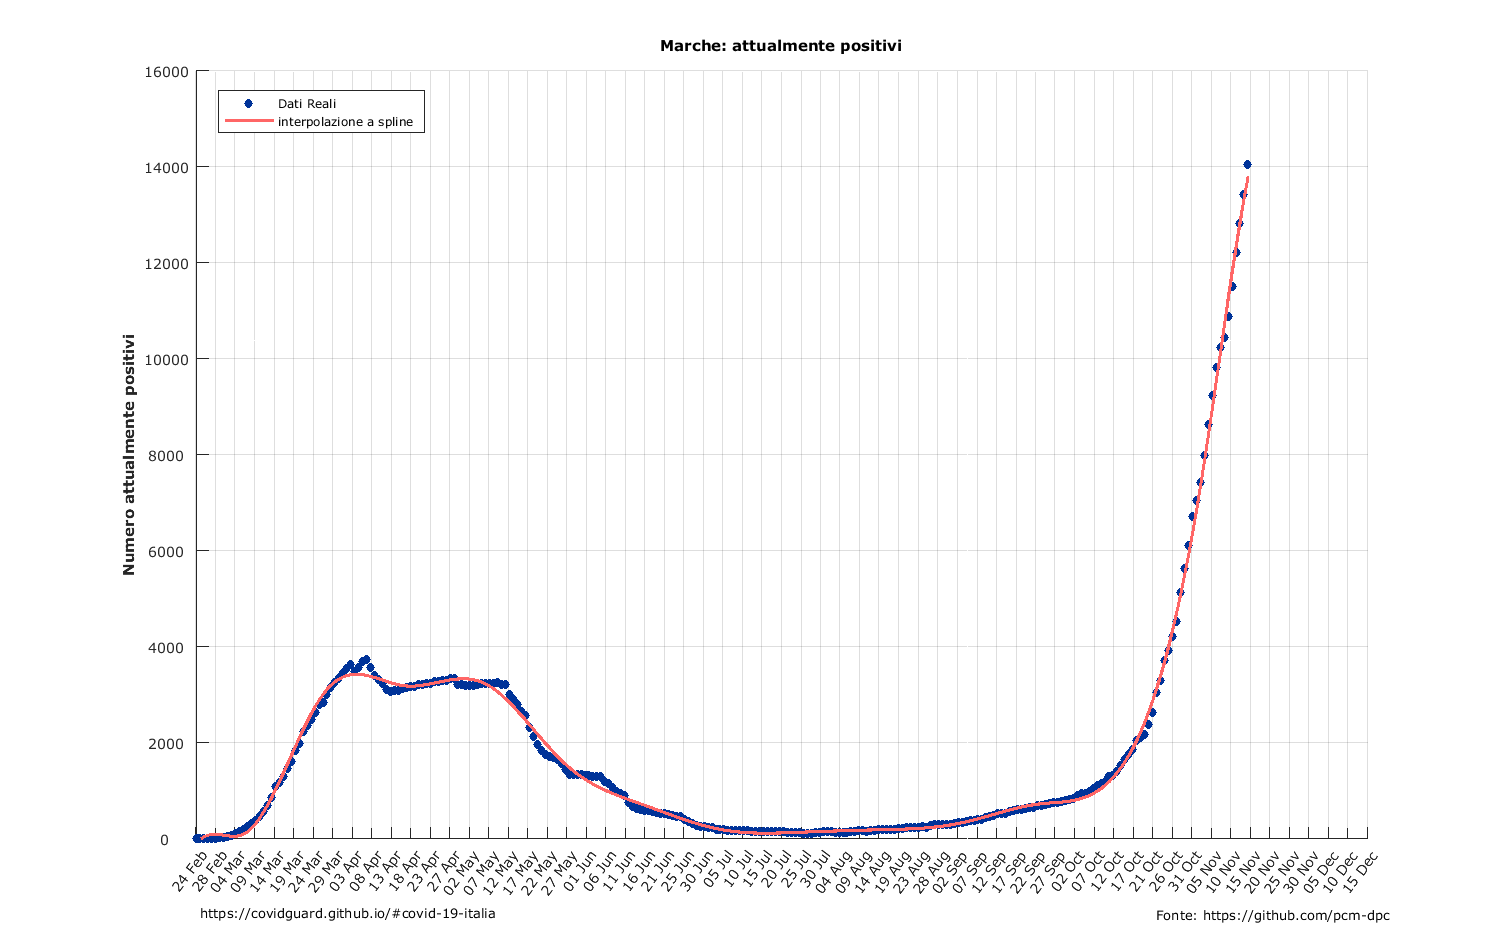 Marche: attualmente positivi
Dati Reali
interpolazione a spline
Numero attualmente positivi
16000
14000
12000
10000
8000
6000
4000
2000
0
24 Feb
28 Feb
04 Mar
09 Mar
14 Mar
19 Mar
24 Mar
29 Mar
03 Apr
08 Apr
13 Apr
18 Apr
23 Apr
27 Apr
02 May
07 May
12 May
17 May
22 May
27 May
01 Jun
06 Jun
11 Jun
16 Jun
21 Jun
25 Jun
30 Jun
05 Jul
10 Jul
15 Jul
20 Jul
25 Jul
30 Jul
04 Aug
09 Aug
14 Aug
19 Aug
23 Aug
28 Aug
02 Sep
07 Sep
12 Sep
17 Sep
22 Sep
27 Sep
02 Oct
07 Oct
12 Oct
17 Oct
21 Oct
26 Oct
31 Oct
05 Nov
10 Nov
15 Nov
20 Nov
25 Nov
30 Nov
05 Dec
10 Dec
15 Dec
https://covidguard.github.io/#covid-19-italia
Fonte: https://github.com/pcm-dpc